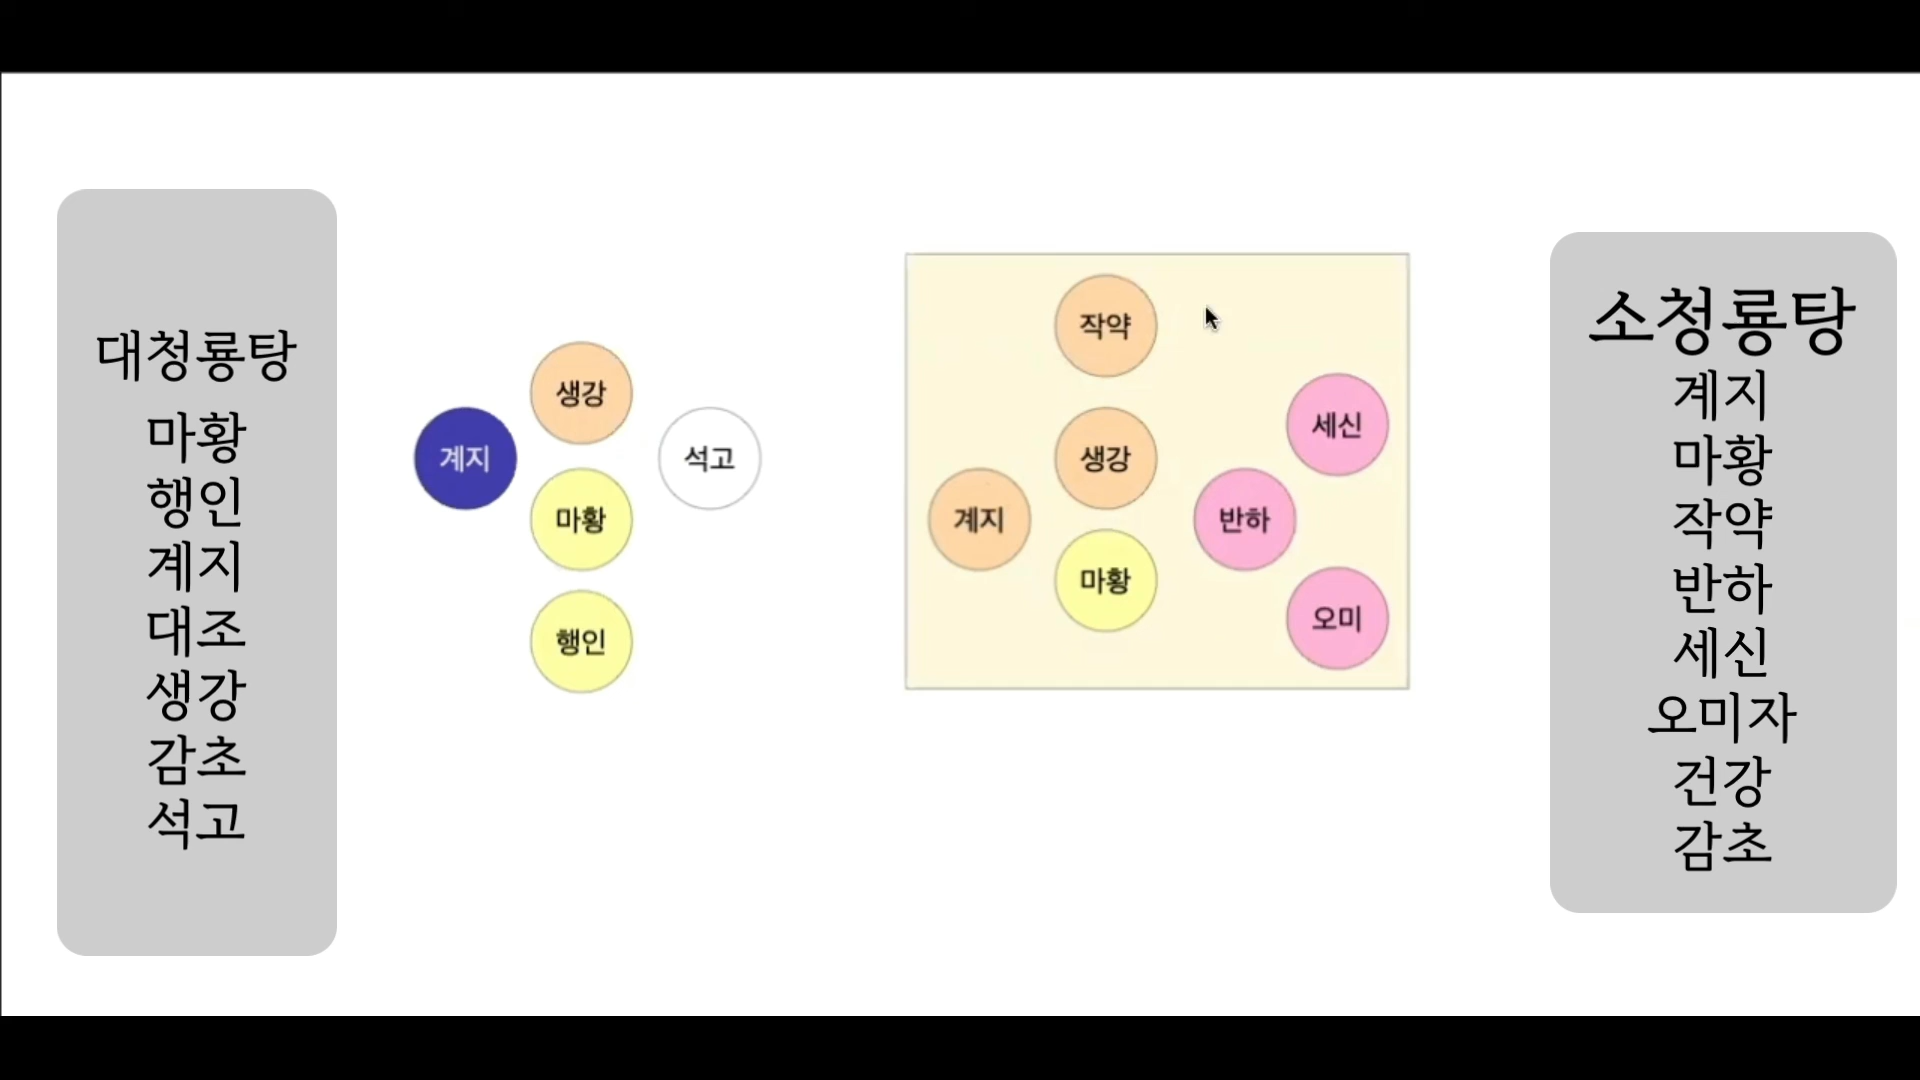 대청룡탕
마황
행인
계지
대조
생강
감초
석고
생강
계지
석고
마황
행인
작약
세신
생강
계지
반하
마황
오미
소청룡탕
계지
마황
작약
반하
세신
오미자
건강
감초